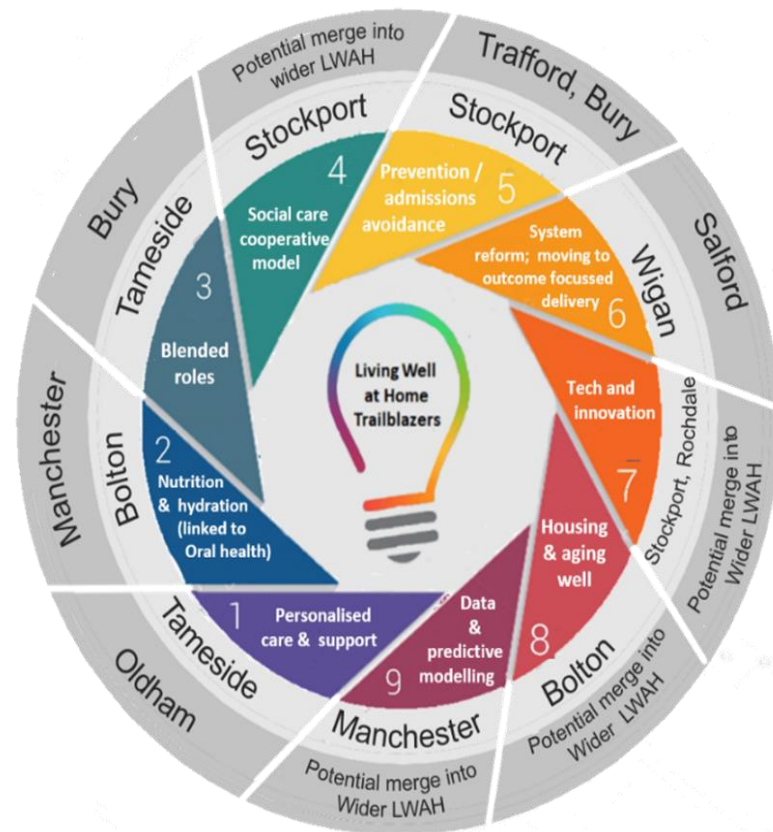 Living Well
at Home
Trailblazers
1
Personalised
care & support
Tameside
Oldham
2
Nutrition
& hydration
(linked to
Oral health)
Bolton
Manchester
3
Blended
roles
Tameside
Bury
4
Social care
cooperative
model
Stockport
Potential merge into
wider LWAH
5
Prevention /
admissions
avoidance
Stockport
Trafford, Bury
6
System
reform; moving to
outcome focussed
delivery
Wigan
Salford
7
Tech and
innovation
Stockport, Rochdale
Potential merge into
Wider LWAH
8
Housing
& aging
well
Bolton
Potential merge into
Wider LWAH
9
Data
&
predictive
modelling
Manchester
Potential merge into
Wider LWAH